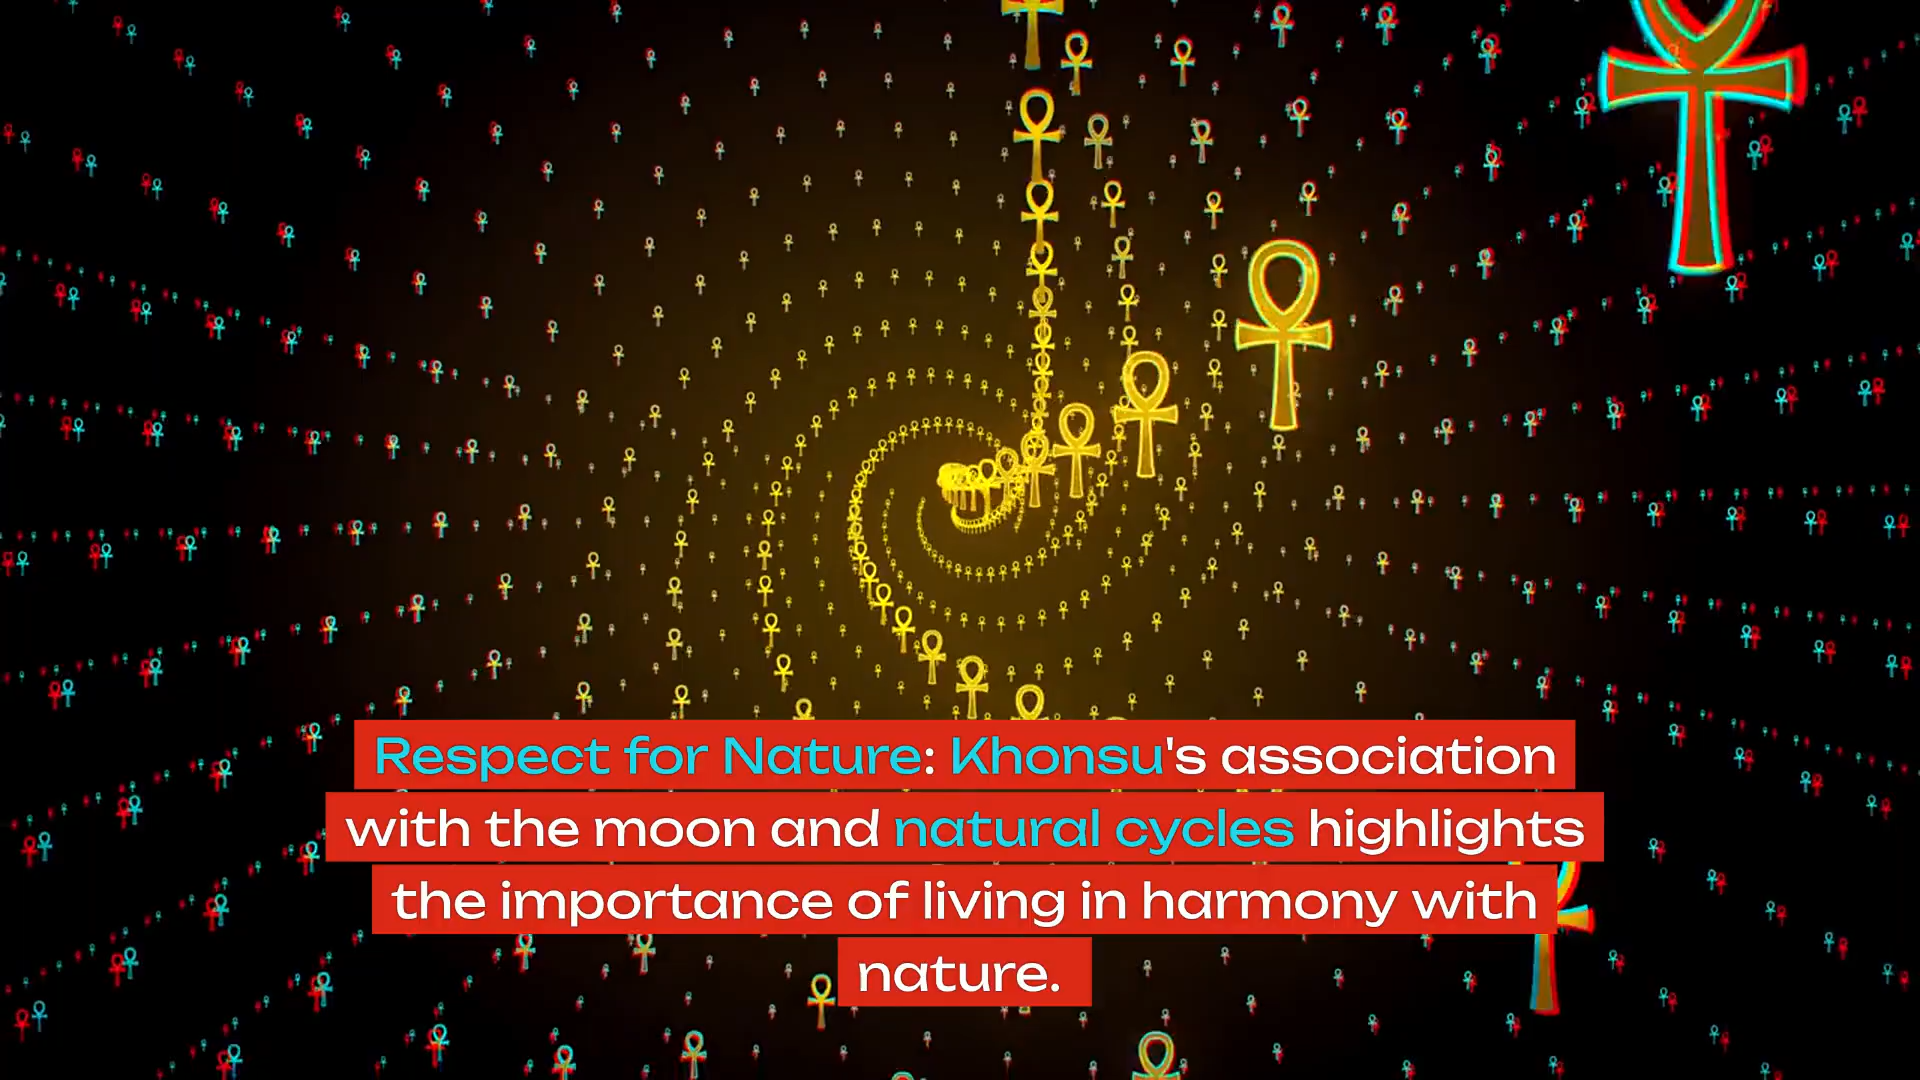 Respect for Nature: Khonsu's association
with the moon and natural cycles highlights
the importance of living in harmony with
nature.